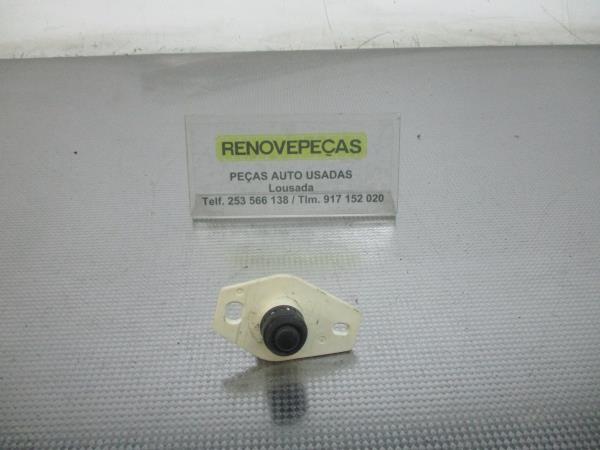 RENOVEPEÇAS
PEÇAS AUTO USADAS
Lousada
Telf. 253 566 138 / Tlm. 917 152 020